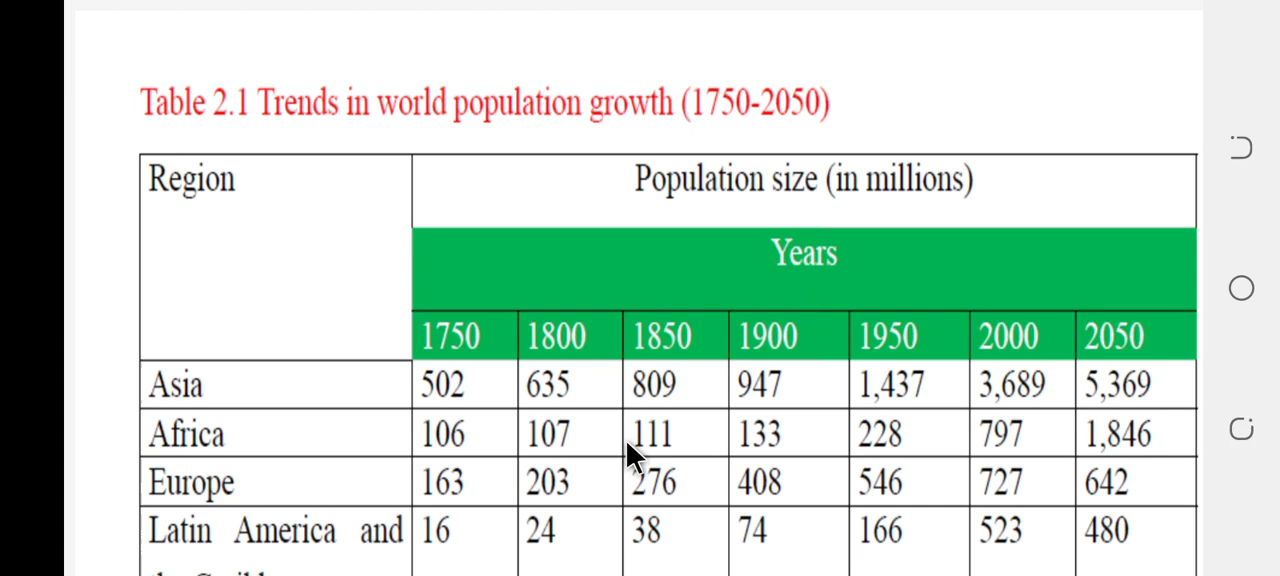 Table 2.1 Trends in world population growth (1750-2050)
Region Population size (in millions)
Years
1750 1800 1850 1900 1950 2000 2050
Asia 502 635 809 947 1,437 3,689 5,369
Africa 106 107 111 133 228 797 1,846
Europe 163 203 276 408 546 727 642
Latin America and 16 24 38 74 166 523 480